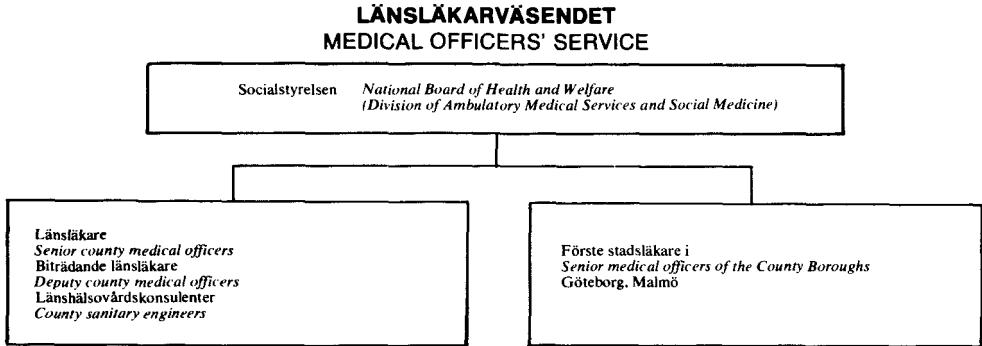 LÄNSLÄKARVÄSENDET
MEDICAL OFFICERS' SERVICE
Socialstyrelsen National Board of Health and Welfare
(Division of Ambulatory Medical Services and Social Medicine)
Länsläkare
Senior county medical officers
Biträdande länsläkare
Deputy county medical officers
Länshälsovårdskonsulenter
County sanitary engineers
Förste stadsläkare i
Senior medical officers of the County Boroughs
Göteborg, Malmö